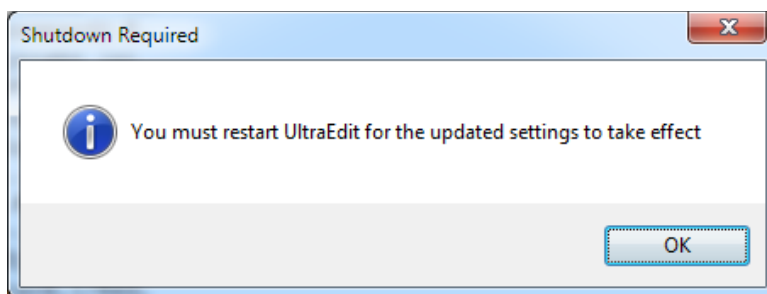 Shutdown Required
You must restart UltraEdit for the updated settings to take effect
OK